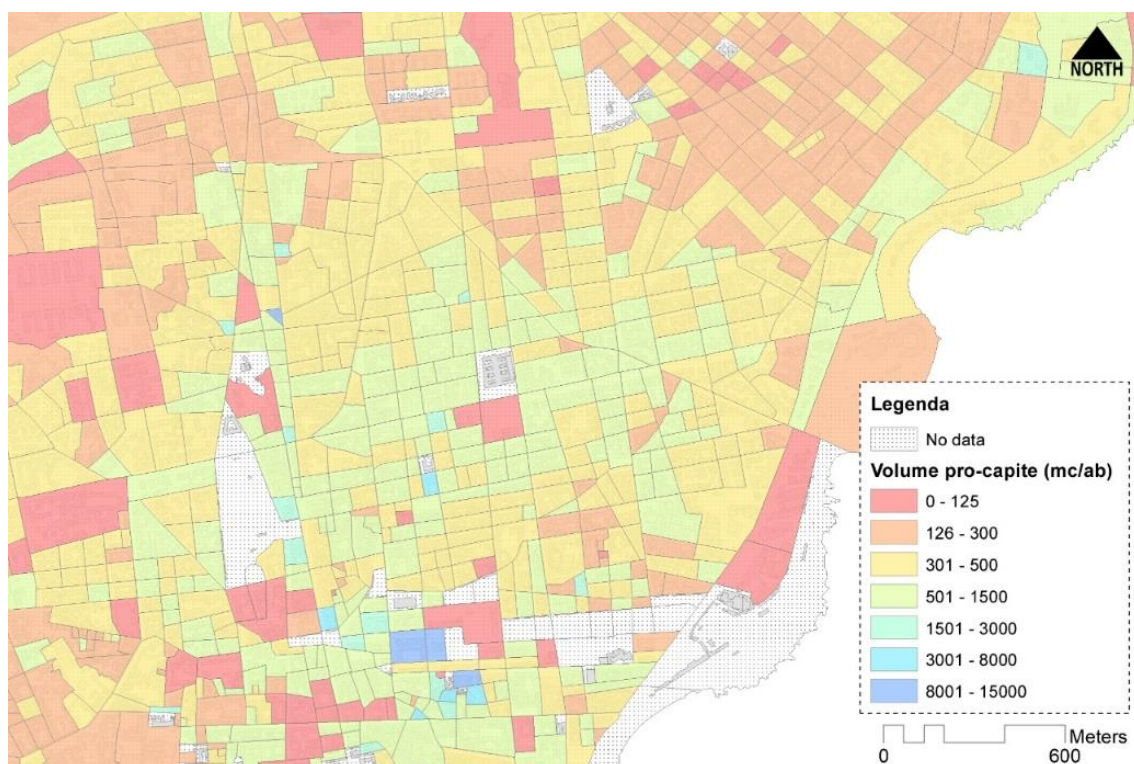 NORTH
Legenda
No data
Volume pro-capite (mc/ab)
0 - 125
126 - 300
301 - 500
501 - 1500
1501 - 3000
3001 - 8000
8001 - 15000
Meters
0 600